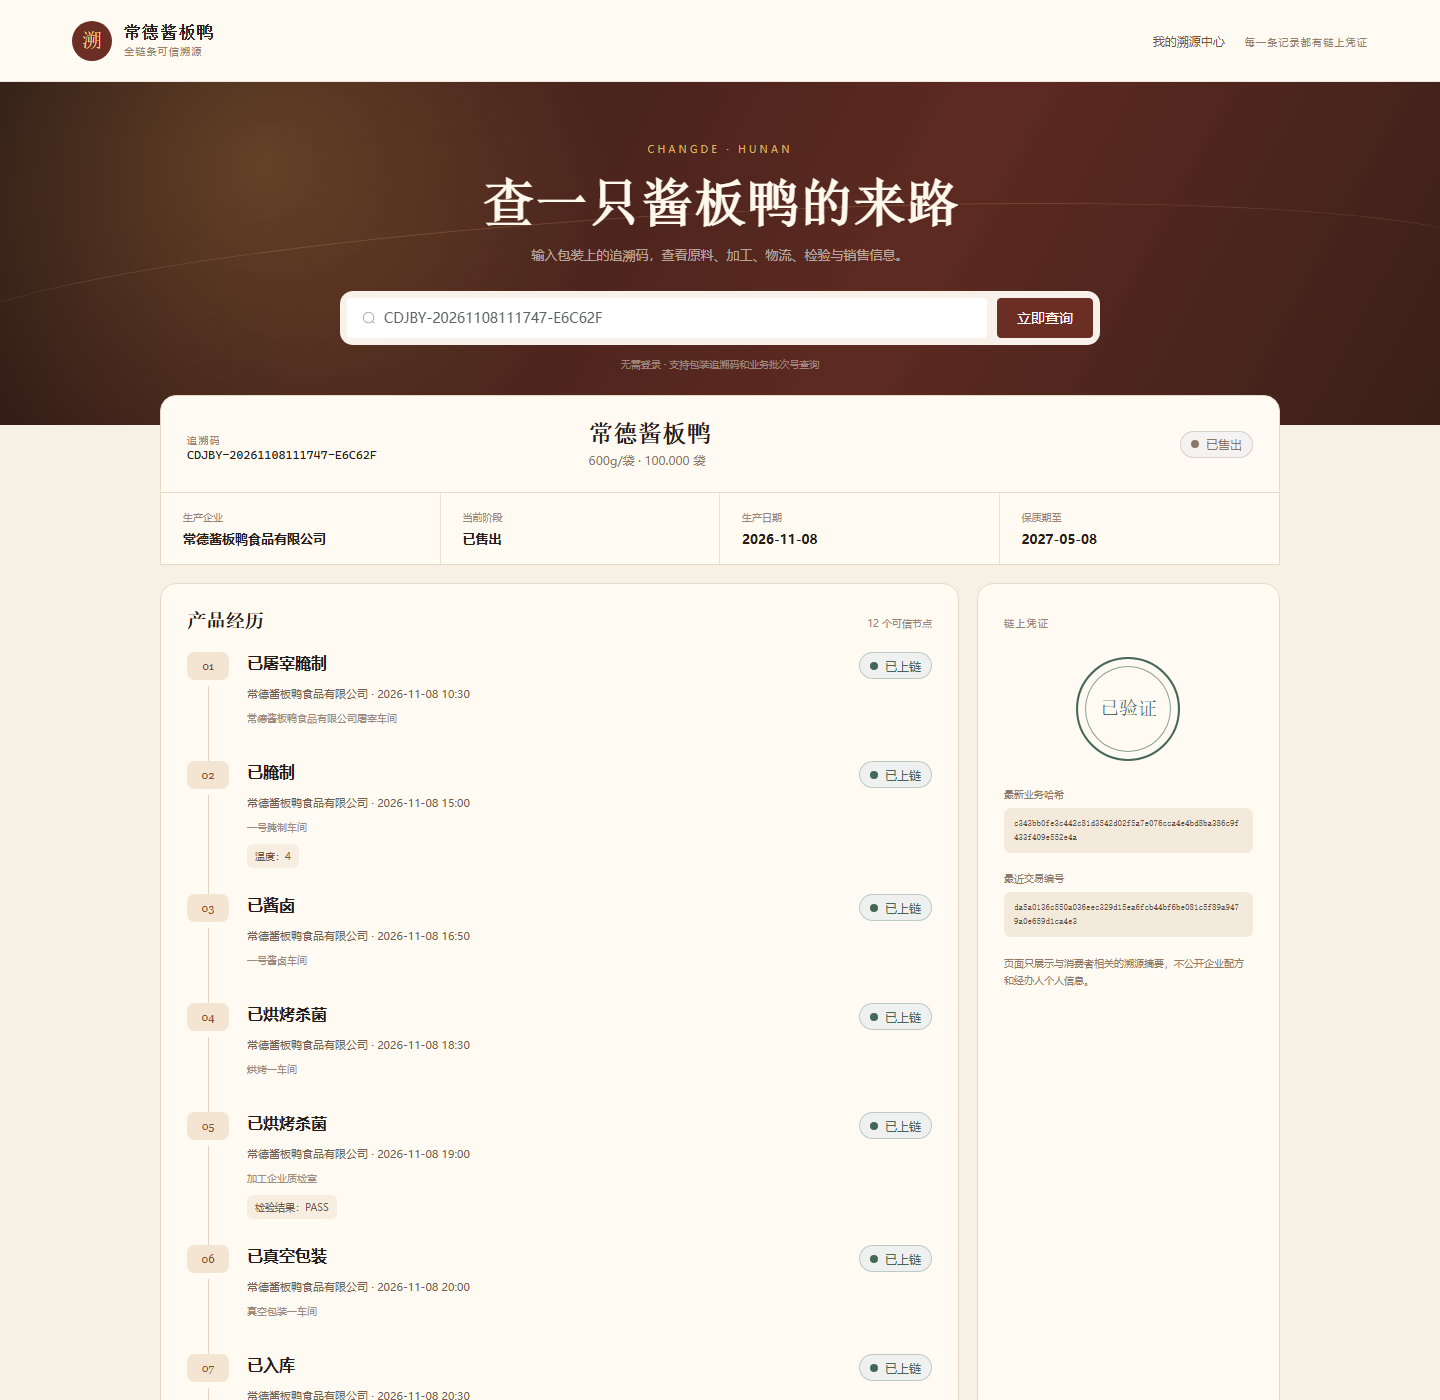 溯
常德酱板鸭
全链条可信溯源
我的溯源中心
每一条记录都有链上凭证
CHANGDE · HUNAN
查一只酱板鸭的来路
输入包装上的追溯码，查看原料、加工、物流、检验与销售信息。
CDJBY-20261108111747-E6C62F
立即查询
无需登录 · 支持包装追溯码和业务批次号查询
追溯码
CDJBY-20261108111747-E6C62F
常德酱板鸭
600g/袋 · 100.000 袋
已售出
生产企业
常德酱板鸭食品有限公司
当前阶段
已售出
生产日期
2026-11-08
保质期至
2027-05-08
产品经历
12 个可信节点
01
已屠宰腌制
已上链
常德酱板鸭食品有限公司 · 2026-11-08 10:30
常德酱板鸭食品有限公司屠宰车间
02
已腌制
已上链
常德酱板鸭食品有限公司 · 2026-11-08 15:00
一号腌制车间
温度：4
03
已酱卤
已上链
常德酱板鸭食品有限公司 · 2026-11-08 16:50
一号酱卤车间
04
已烘烤杀菌
已上链
常德酱板鸭食品有限公司 · 2026-11-08 18:30
烘烤一车间
05
已烘烤杀菌
已上链
常德酱板鸭食品有限公司 · 2026-11-08 19:00
加工企业质检室
检验结果：PASS
06
已真空包装
已上链
常德酱板鸭食品有限公司 · 2026-11-08 20:00
真空包装一车间
07
已入库
已上链
常德酱板鸭食品有限公司 · 2026-11-08 20:30
链上凭证
已验证
最新业务哈希
c343bb0fe3c442c81d3542d02f5a7e076cca4e4bd8ba386c9f
433f409e552e4a
最近交易编号
da5a0136c550a036eec329d15ea6fcb44bf6be081c5f89a947
9a0e659d1ca4e3
页面只展示与消费者相关的溯源摘要，不公开企业配方
和经办人个人信息。